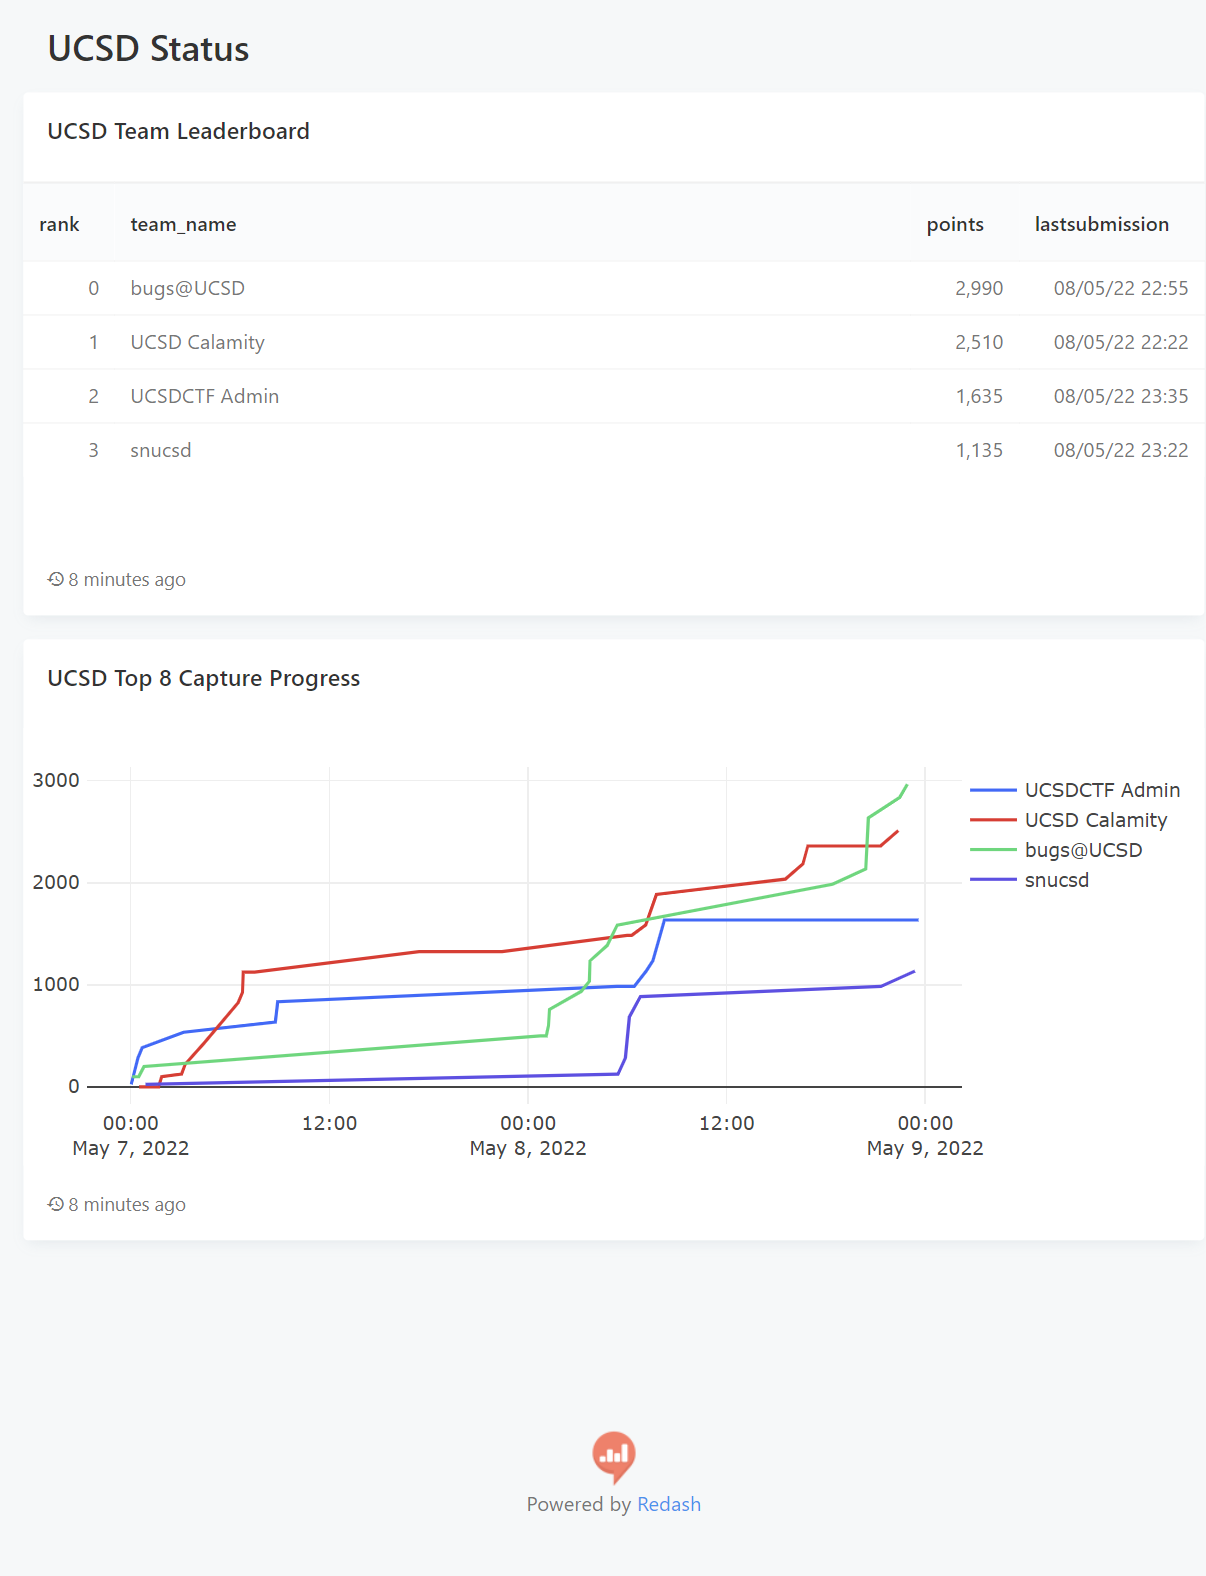 UCSD Status
UCSD Team Leaderboard
rank team_name points lastsubmission
0 bugs@UCSD 2,990 08/05/22 22:55
1 UCSD Calamity 2,510 08/05/22 22:22
2 UCSDCTF Admin 1,635 08/05/22 23:35
3 snucsd 1,135 08/05/22 23:22
8 minutes ago
UCSD Top 8 Capture Progress
3000
2000
1000
0
00:00 12:00 00:00 12:00 00:00
May 7, 2022 May 8, 2022 May 9, 2022
UCSDCTF Admin
UCSD Calamity
bugs@UCSD
snucsd
8 minutes ago
Powered by Redash